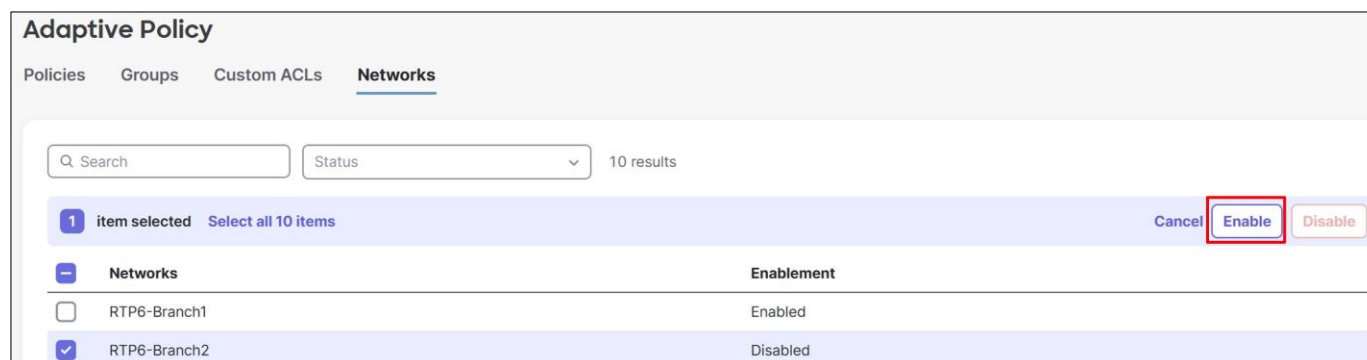 Adaptive Policy
Policies Groups Custom ACLs Networks
Search Status 10 results
1 item selected Select all 10 items Cancel Enable Disable
Networks Enablement
RTP6-Branch1 Enabled
RTP6-Branch2 Disabled